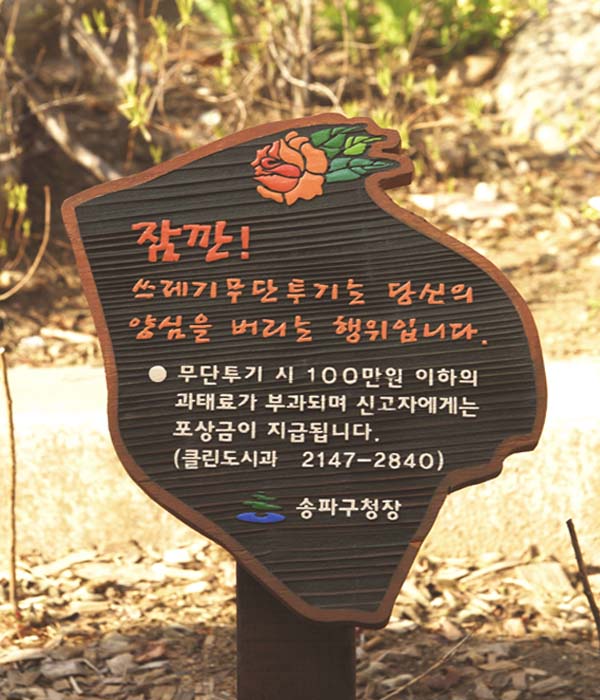 잠깐!
쓰레기무단투기는 당신의
양심을 버리는 행위입니다.
● 무단투기 시 100만원 이하의
과태료가 부과되며 신고자에게는
포상금이 지급됩니다.
(클린도시과 2147-2840)
송파구청장